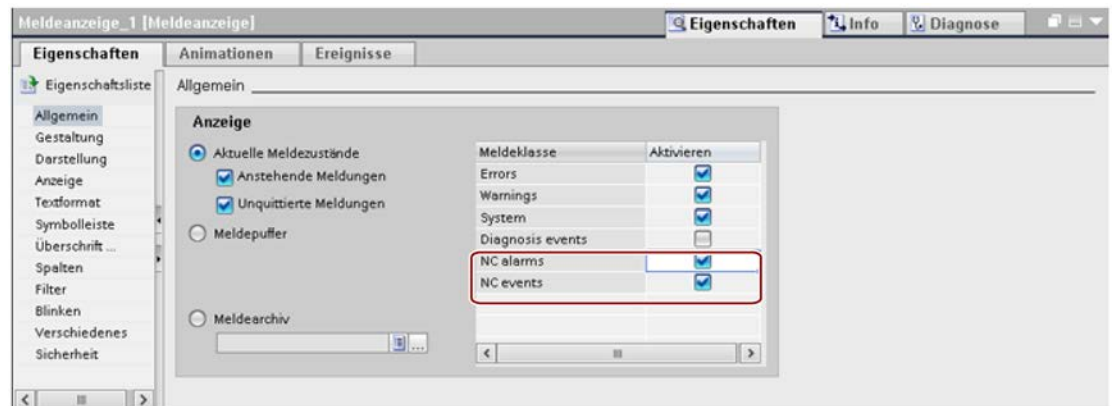 Meldeanzeige_1 [Meldeanzeige]
Eigenschaften
Info
Diagnose
Eigenschaften
Animationen
Ereignisse
Eigenschaftsliste
Allgemein
Gestaltung
Darstellung
Anzeige
Textformat
Symbolleiste
Überschrift ...
Spalten
Filter
Blinken
Verschiedenes
Sicherheit
Allgemein
Anzeige
Aktuelle Meldezustände
Anstehende Meldungen
Unquittierte Meldungen
Meldepuffer
Meldearchiv
...
Meldeklasse Aktivieren
Errors
Warnings
System
Diagnosis events
NC alarms
NC events